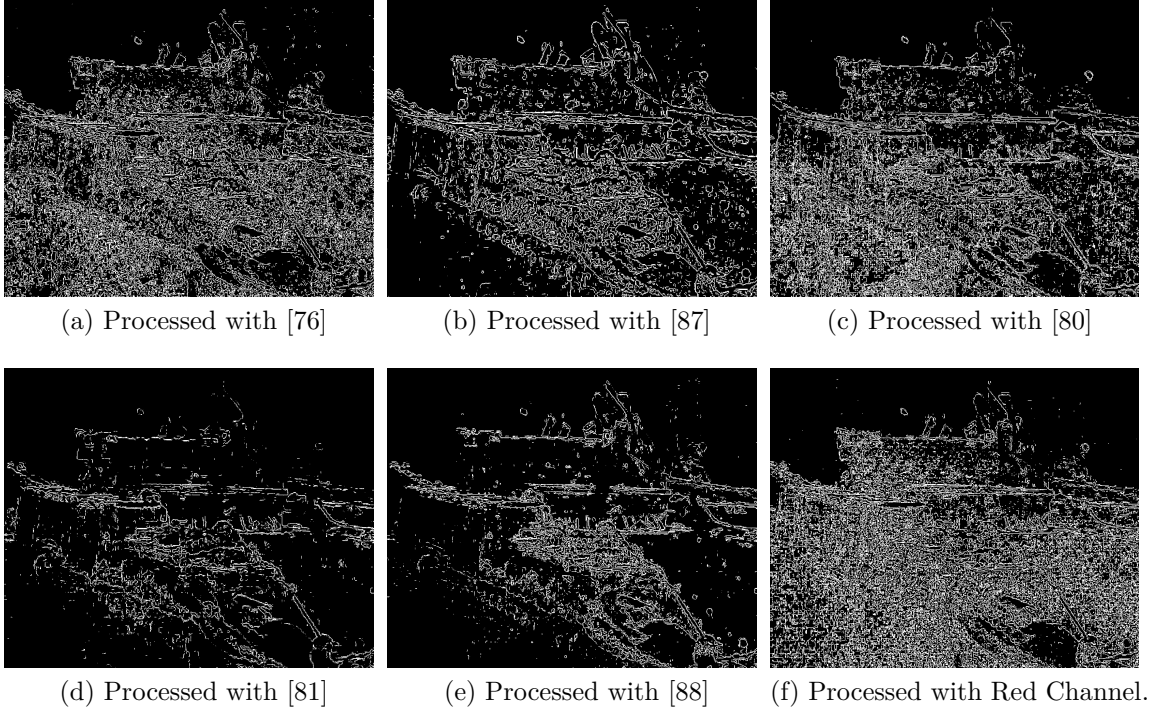 (a) Processed with [76]
(b) Processed with [87]
(c) Processed with [80]
(d) Processed with [81]
(e) Processed with [88]
(f) Processed with Red Channel.